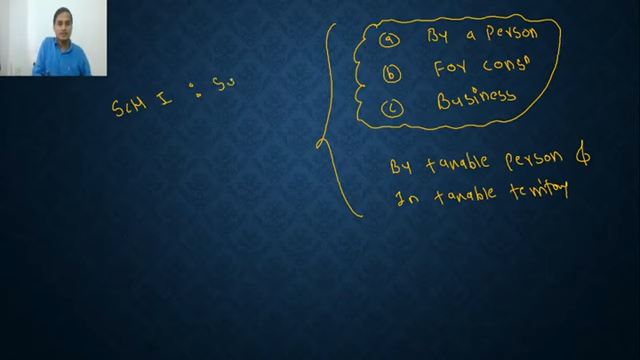 (a) By a person
(b) For consn
(c) Business
SCH I : Su
By taxable person &
In taxable territory